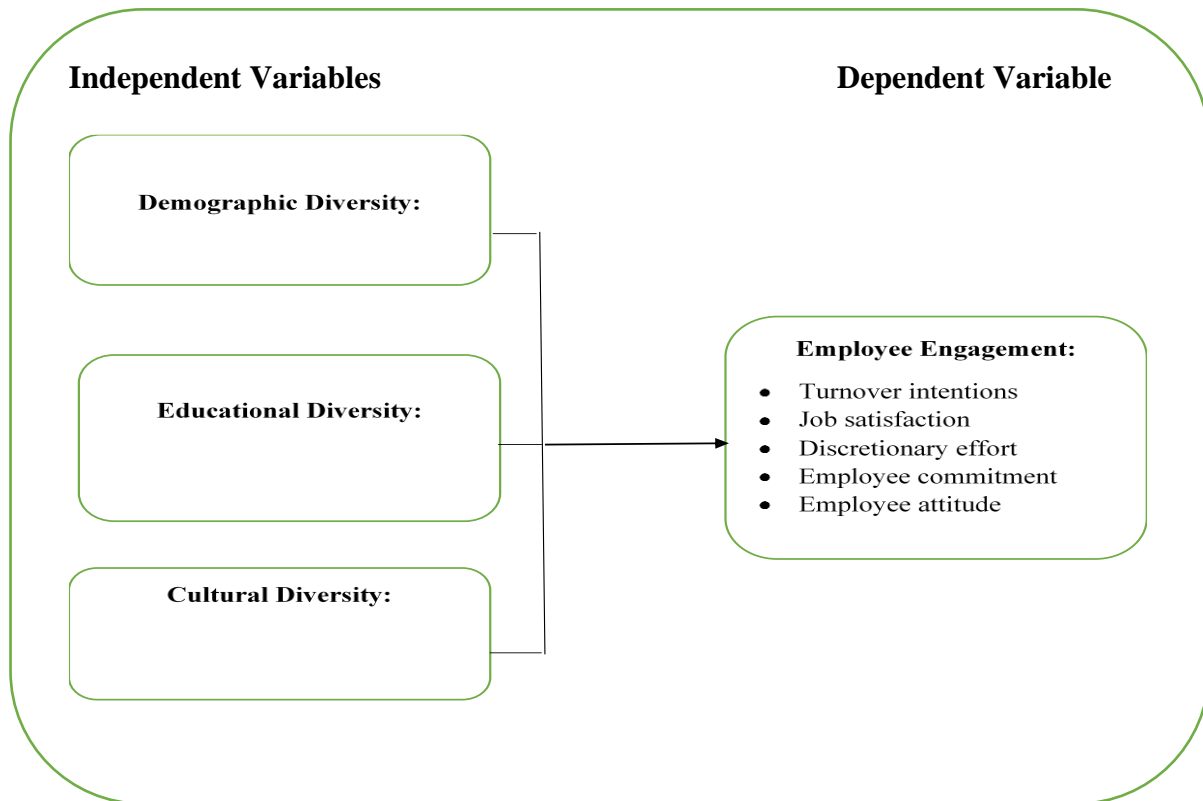 Independent Variables
Dependent Variable
Demographic Diversity:
Educational Diversity:
Cultural Diversity:
Employee Engagement:
● Turnover intentions
● Job satisfaction
● Discretionary effort
● Employee commitment
● Employee attitude